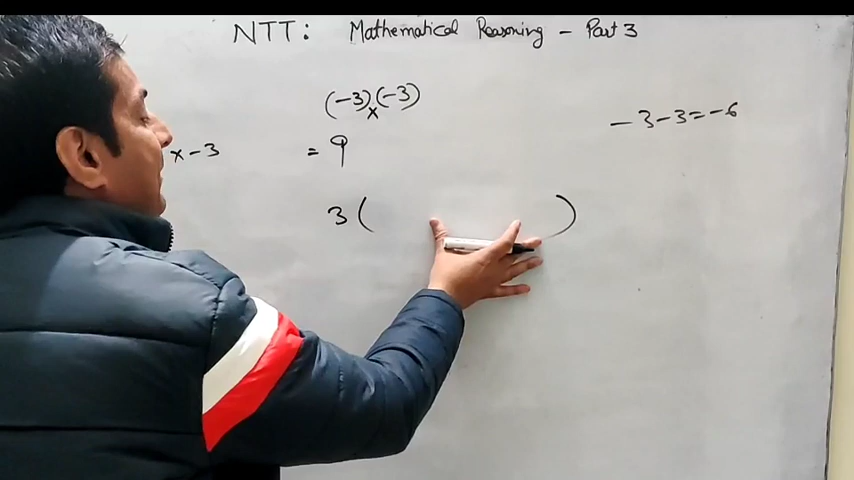 NTT: Mathematical Reasoning - Part 3
(-3)x(-3)
-3-3=-6
x-3
= 9
3( )